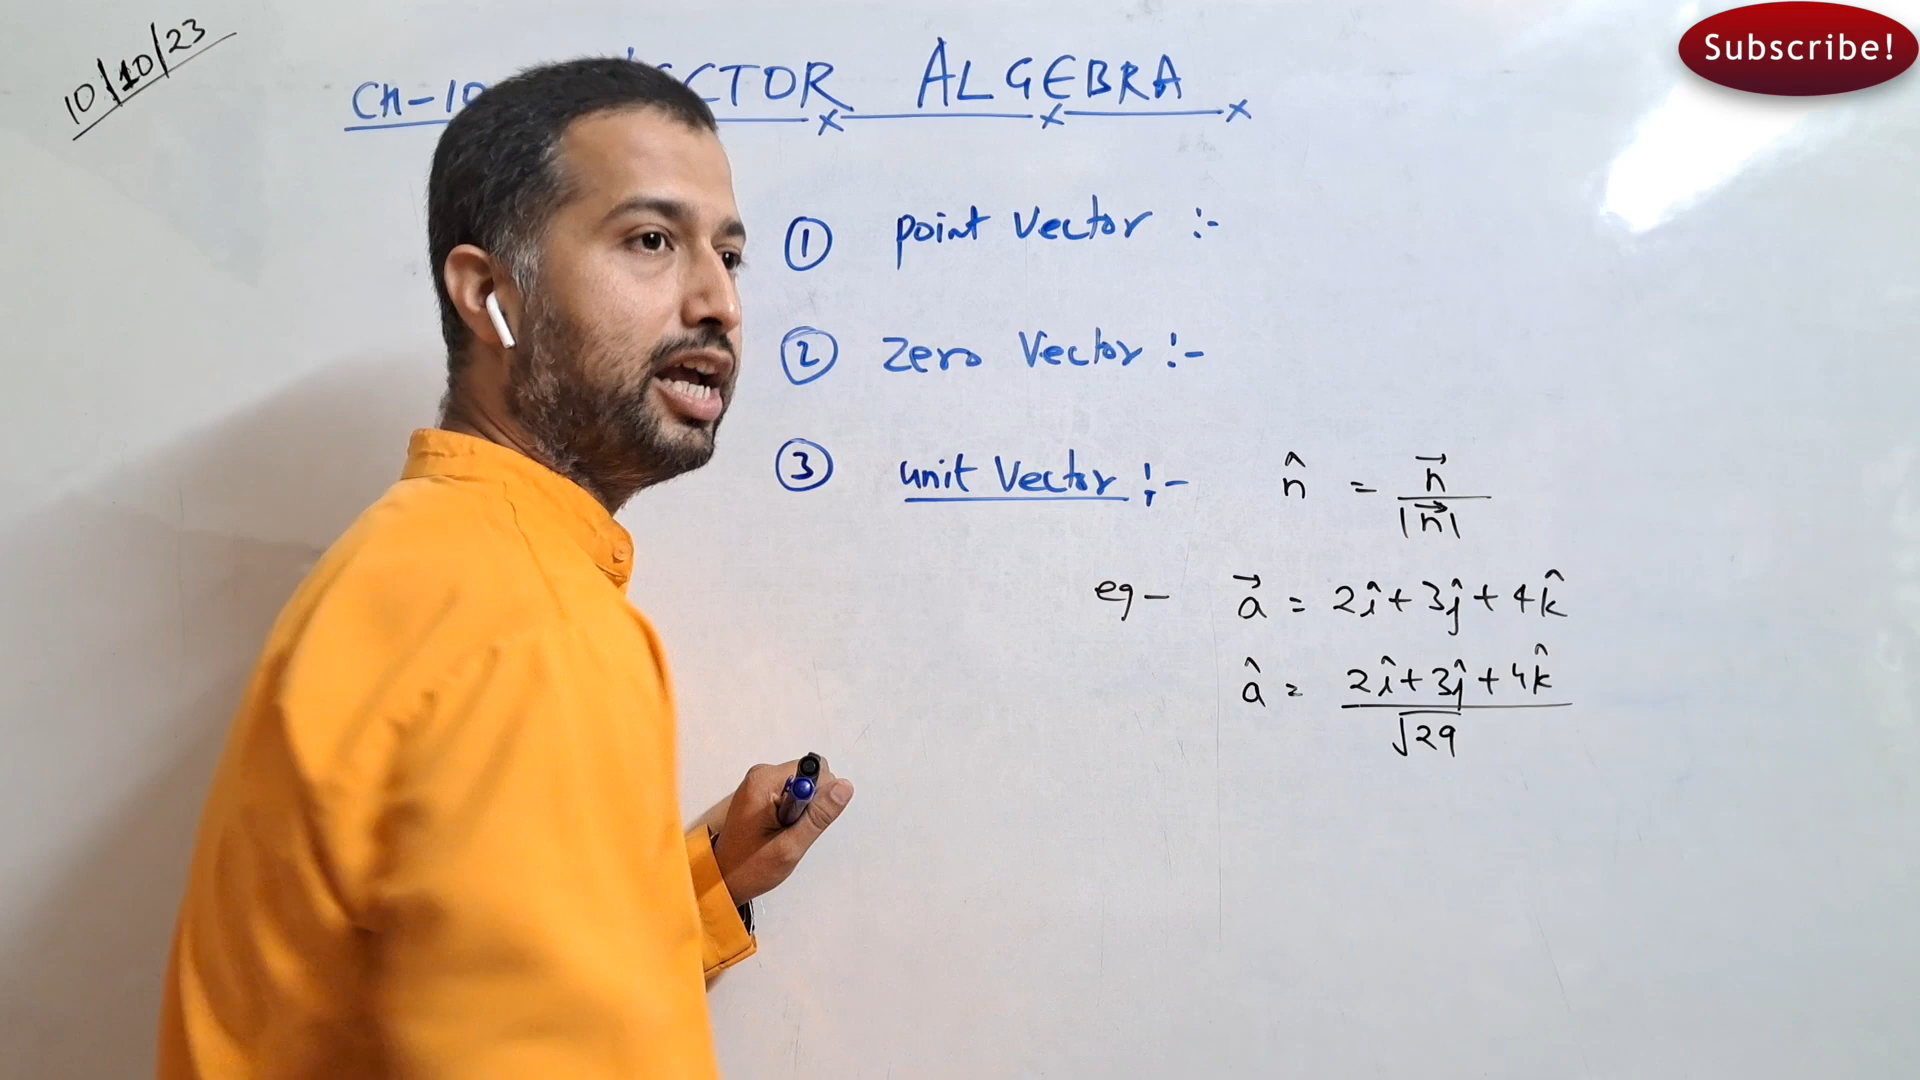 10/10/23
Subscribe!
CH-10 VECTOR ALGEBRA
① point Vector :-
② Zero Vector :-
③ unit Vector :- n̂ = n⃗ / |n⃗|
eg- a⃗ = 2î + 3ĵ + 4k̂
â = 2î + 3ĵ + 4k̂ / √29